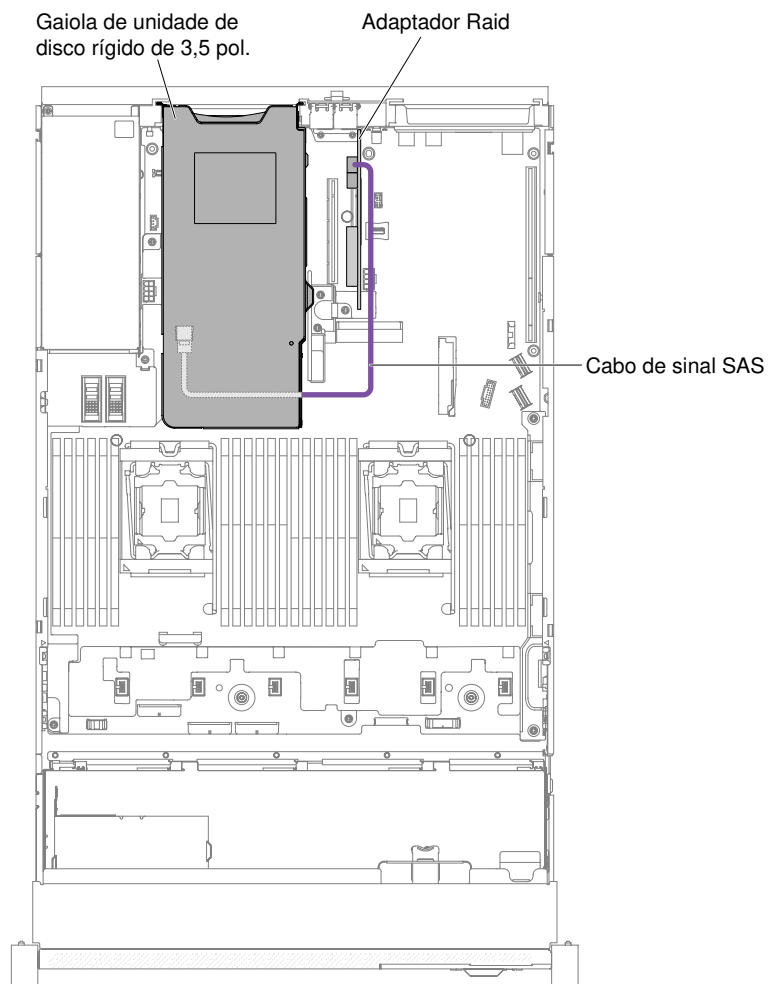 Gaiola de unidade de
disco rígido de 3,5 pol.
Adaptador Raid
Cabo de sinal SAS